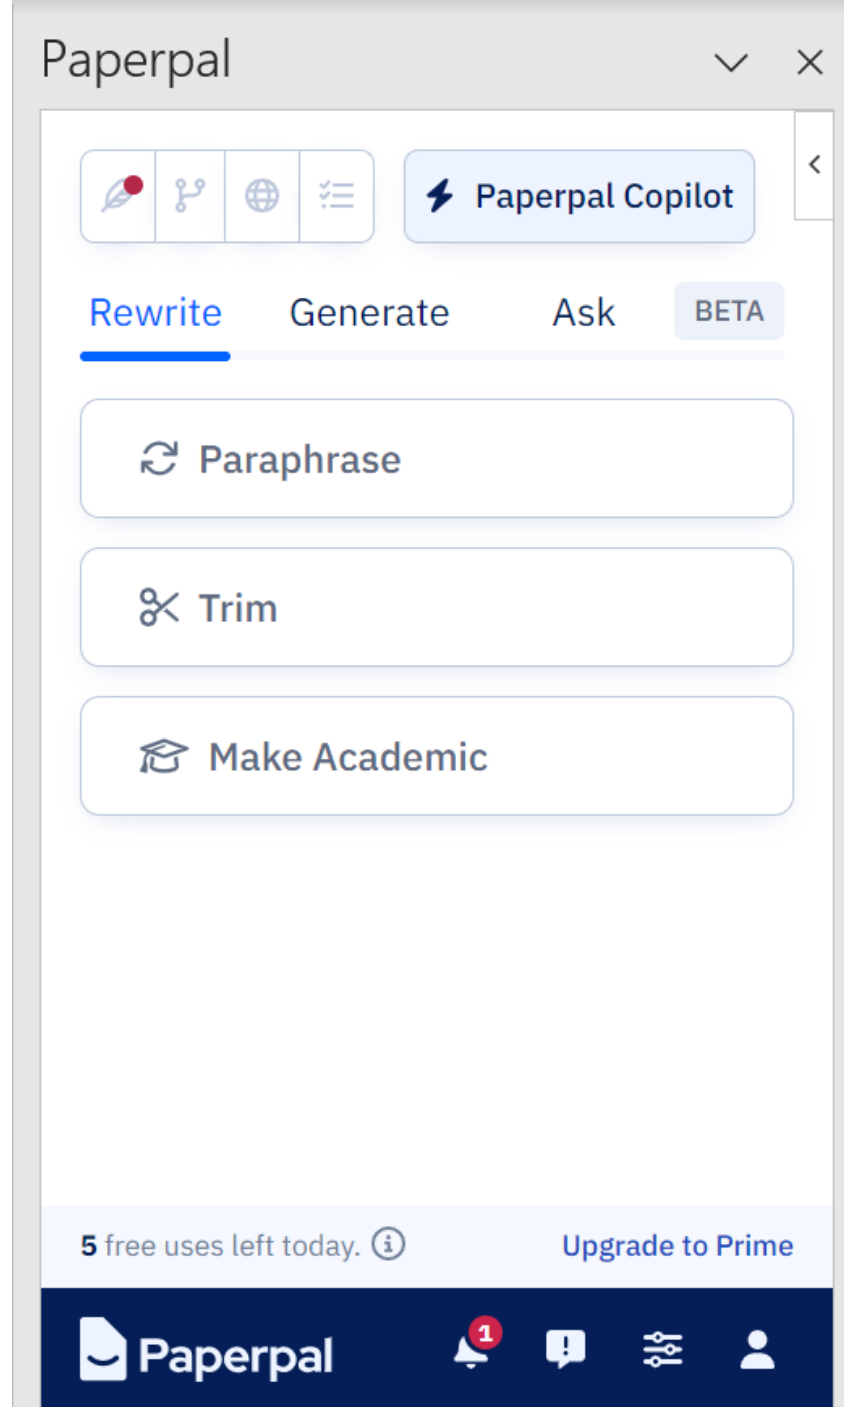 Paperpal
Paperpal Copilot
Rewrite Generate Ask BETA
Paraphrase
Trim
Make Academic
5 free uses left today. Upgrade to Prime
Paperpal 1